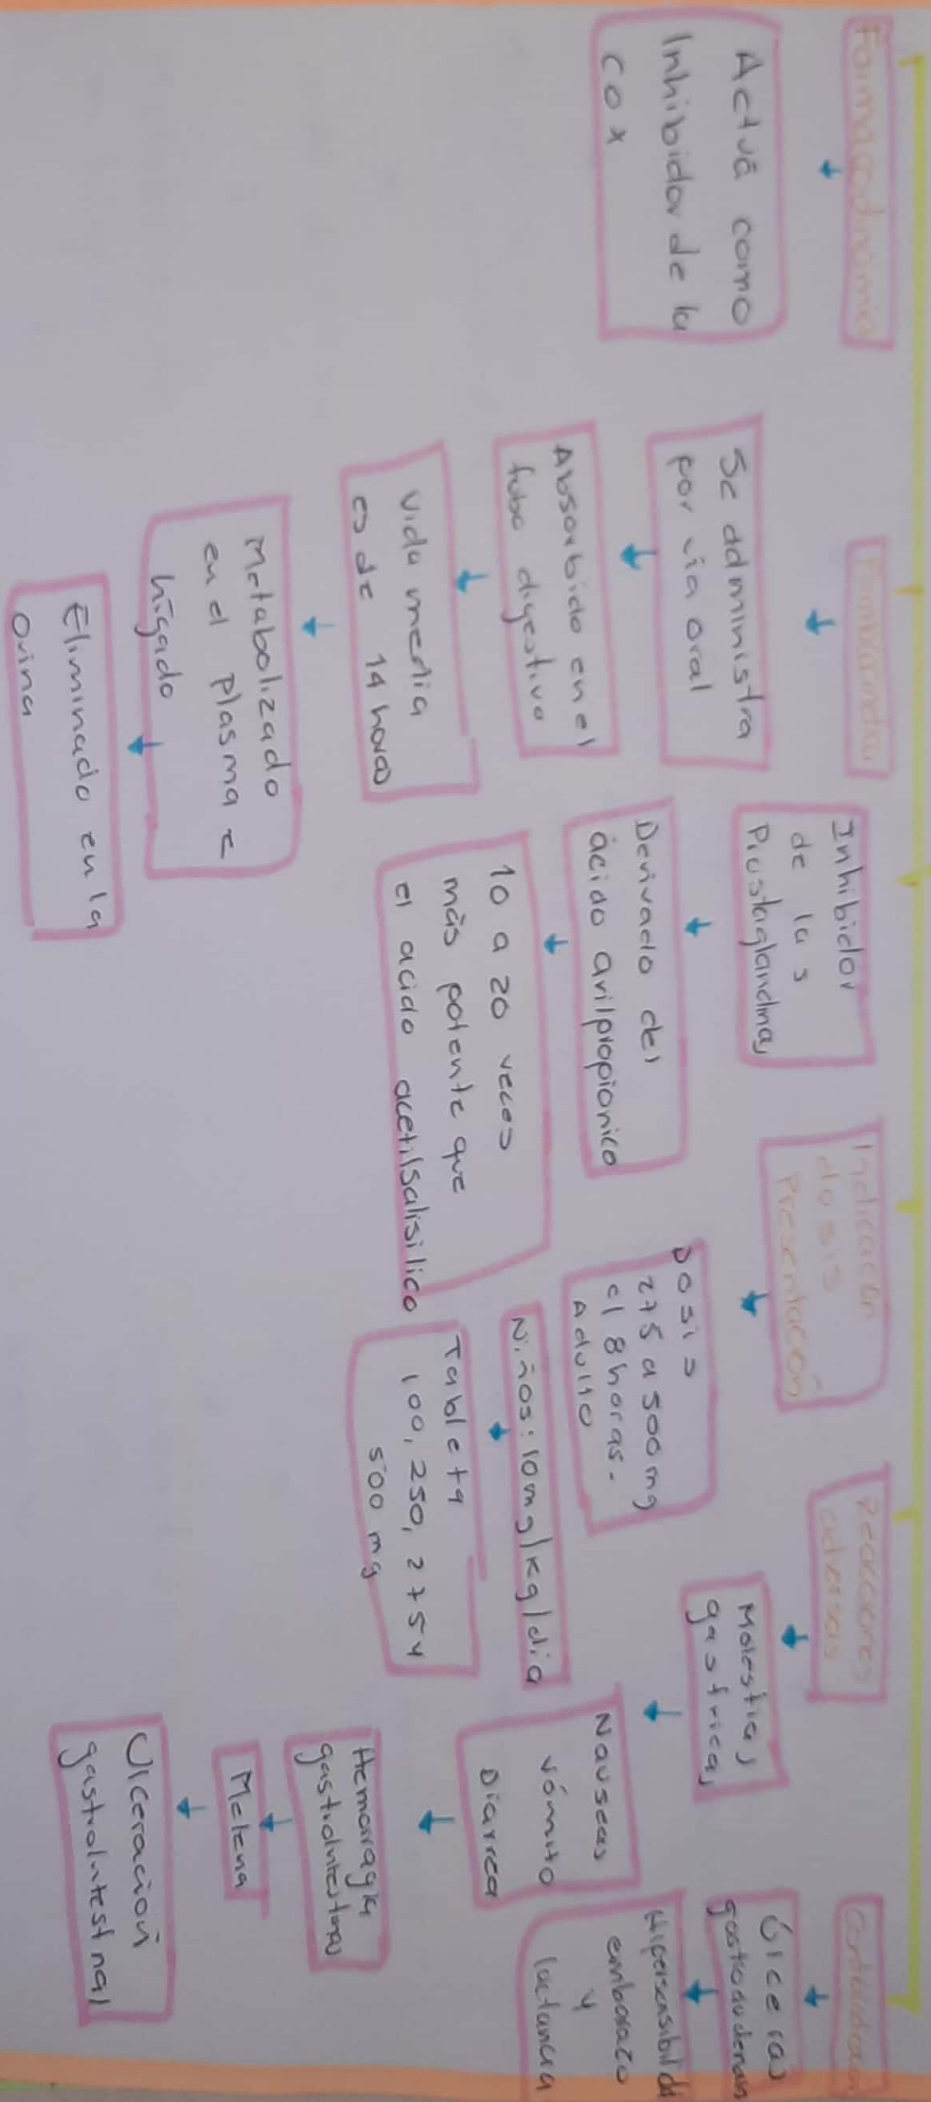 Farmacodinamia
Actuá como
Inhibidor de la
COX
Farmacocinetica
Se administra
por via oral
Absorbido en el
tubo digestivo
Vida media
es de 14 horas
Metabolizado
en el plasma e
hígado
Eliminado en la
orina
Inhibidor
de las
Prostaglandinas
Derivado del
ácido arilpropionico
10 a 20 veces
más potente que
el acido acetilsalisilico
Indicación
dosis
Presentación
Dosis
275 a 500 mg
c/ 8 horas.
Adulto
Niños: 10mg/kg/dia
Tableta
100, 250, 275 y
500 mg
Reacciones
adversas
Molestias
gastricas
Nauseas
vómito
Diarrea
Hemorragia
gastrointestinal
Melena
Ulceración
gastrointestinal
Úlceras
Hipersensibilidad
embarazo
y
lactancia